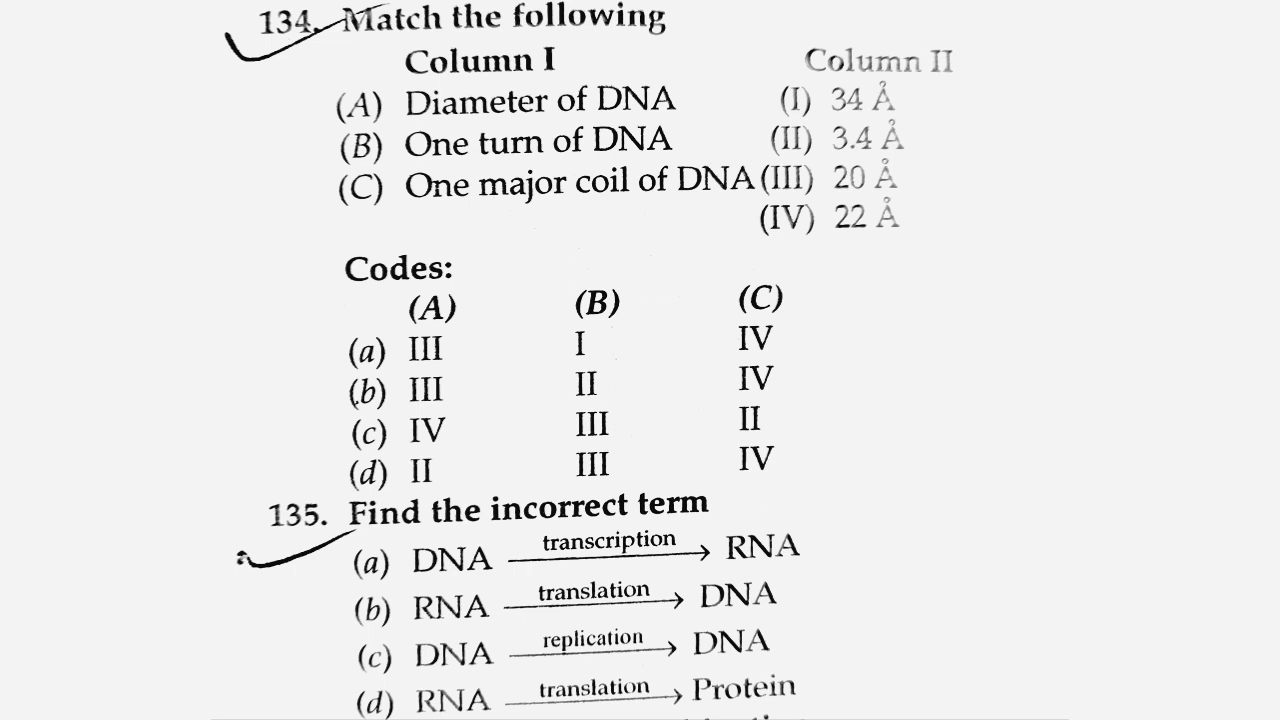 134. Match the following
Column I Column II
(A) Diameter of DNA (I) 34 Å
(B) One turn of DNA (II) 3.4 Å
(C) One major coil of DNA (III) 20 Å
(IV) 22 Å
Codes:
(A) (B) (C)
(a) III I IV
(b) III II IV
(c) IV III II
(d) II III IV
135. Find the incorrect term
(a) DNA transcription → RNA
(b) RNA translation → DNA
(c) DNA replication → DNA
(d) RNA translation → Protein